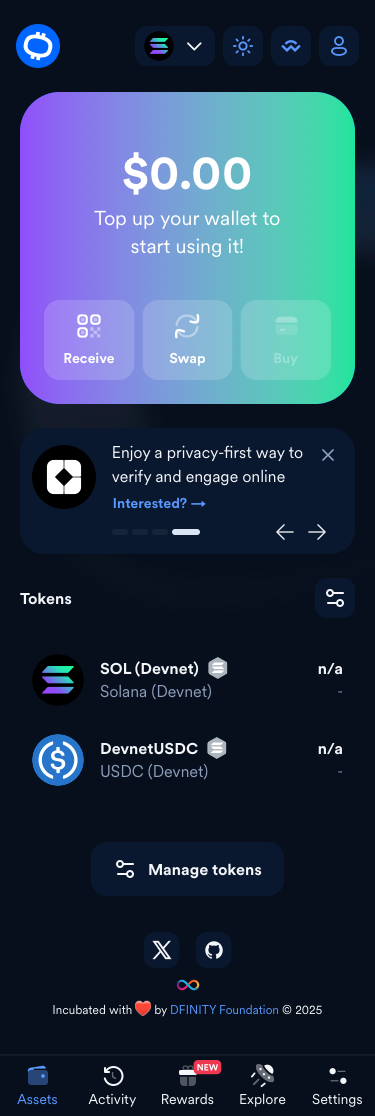 $0.00
Top up your wallet to
start using it!
Receive
Swap
Buy
Enjoy a privacy-first way to
verify and engage online
Interested? →
Tokens
SOL (Devnet)
n/a
Solana (Devnet)
-
DevnetUSDC
n/a
USDC (Devnet)
-
Manage tokens
Incubated with ❤️ by DFINITY Foundation © 2025
NEW
Assets
Activity
Rewards
Explore
Settings